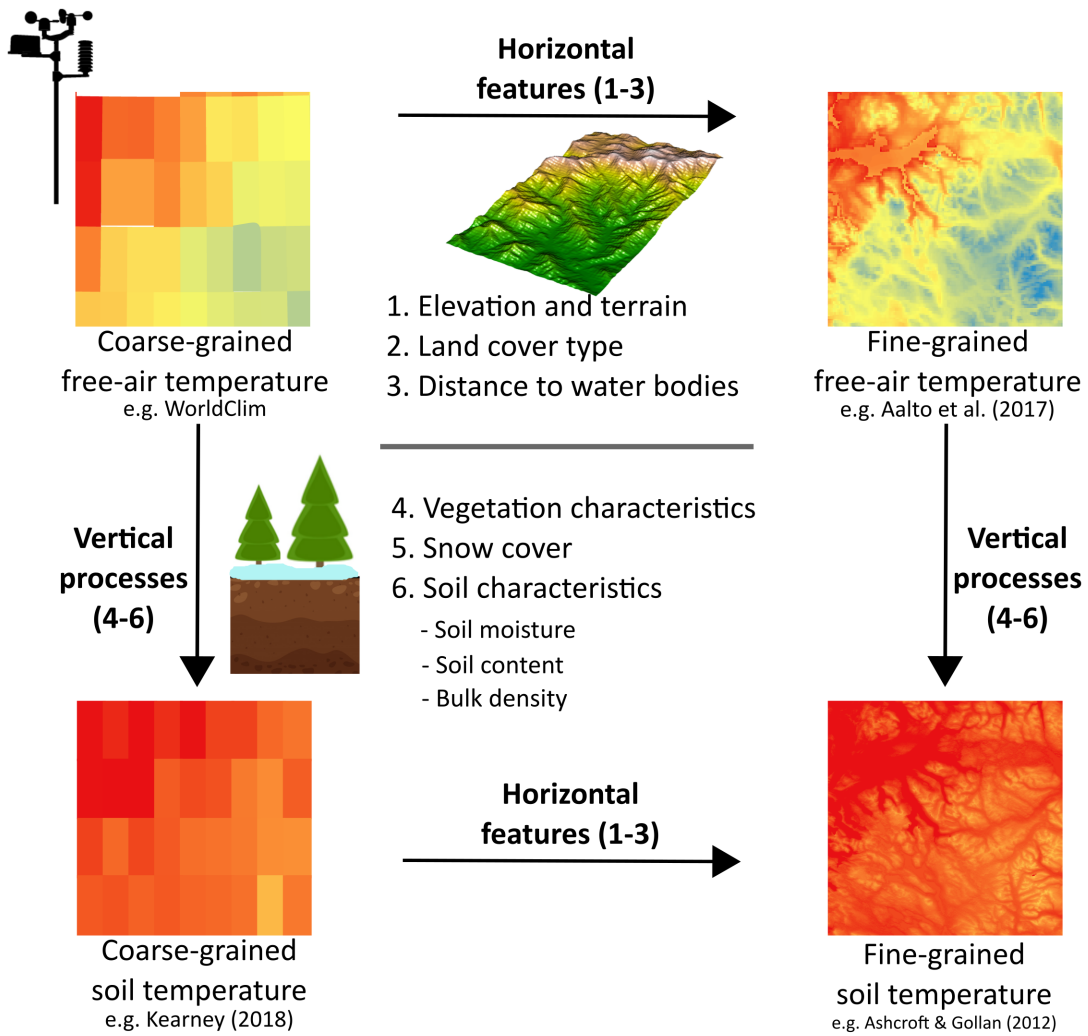 Horizontal
features (1-3)
Coarse-grained
free-air temperature
e.g. WorldClim
1. Elevation and terrain
2. Land cover type
3. Distance to water bodies
Fine-grained
free-air temperature
e.g. Aalto et al. (2017)
Vertical
processes
(4-6)
4. Vegetation characteristics
5. Snow cover
6. Soil characteristics
- Soil moisture
- Soil content
- Bulk density
Vertical
processes
(4-6)
Horizontal
features (1-3)
Coarse-grained
soil temperature
e.g. Kearney (2018)
Fine-grained
soil temperature
e.g. Ashcroft & Gollan (2012)